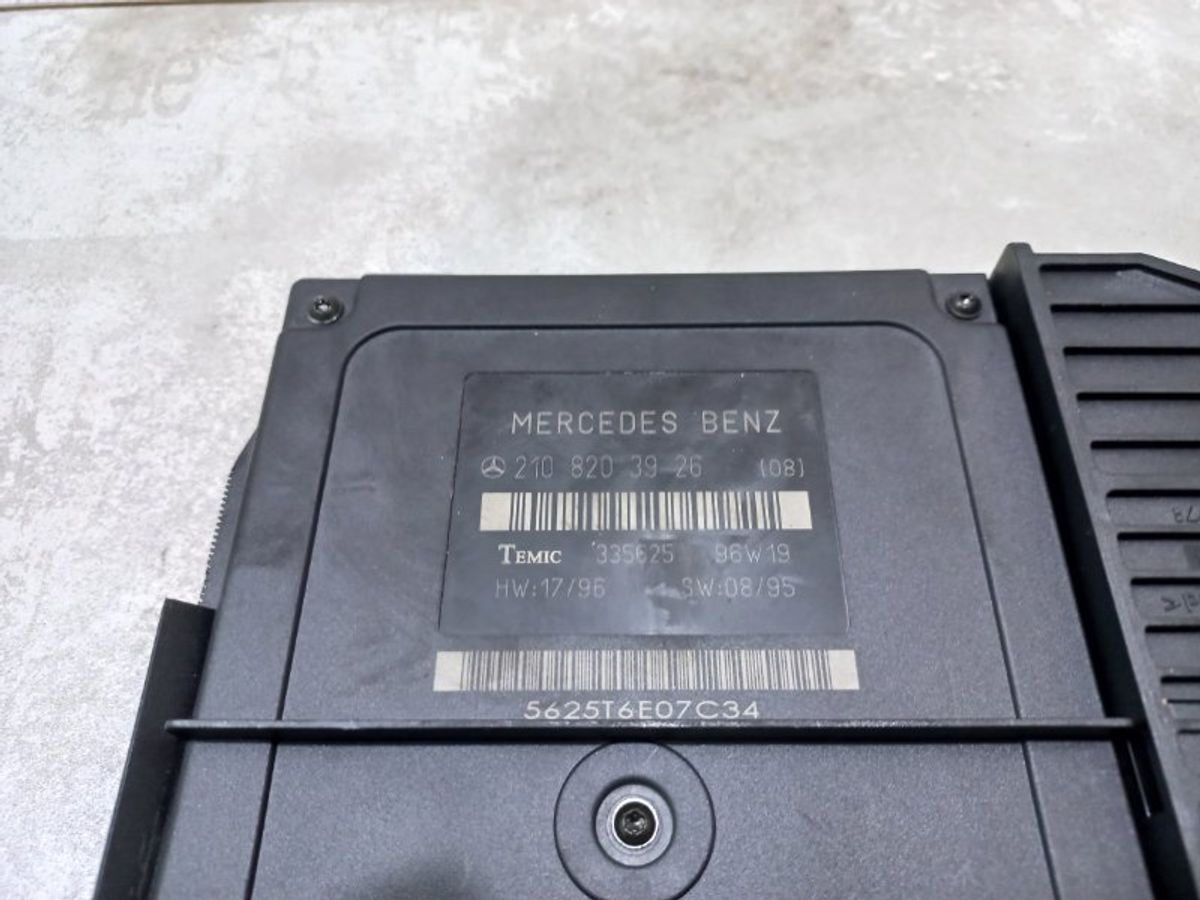 MERCEDES BENZ
210 820 39 26 (08)
TEMIC 335625 96W19
HW:17/96 SW:08/95
5625T6E07C34